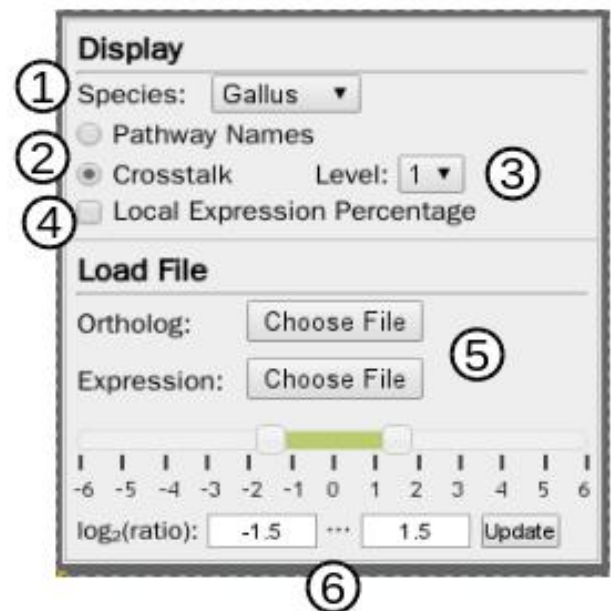 Display
① Species: Gallus ▼
Pathway Names
② Crosstalk Level: 1 ▼ ③
④ Local Expression Percentage
Load File
Ortholog: Choose File
⑤
Expression: Choose File
-6 -5 -4 -3 -2 -1 0 1 2 3 4 5 6
log₂(ratio): -1.5 ··· 1.5 Update
⑥